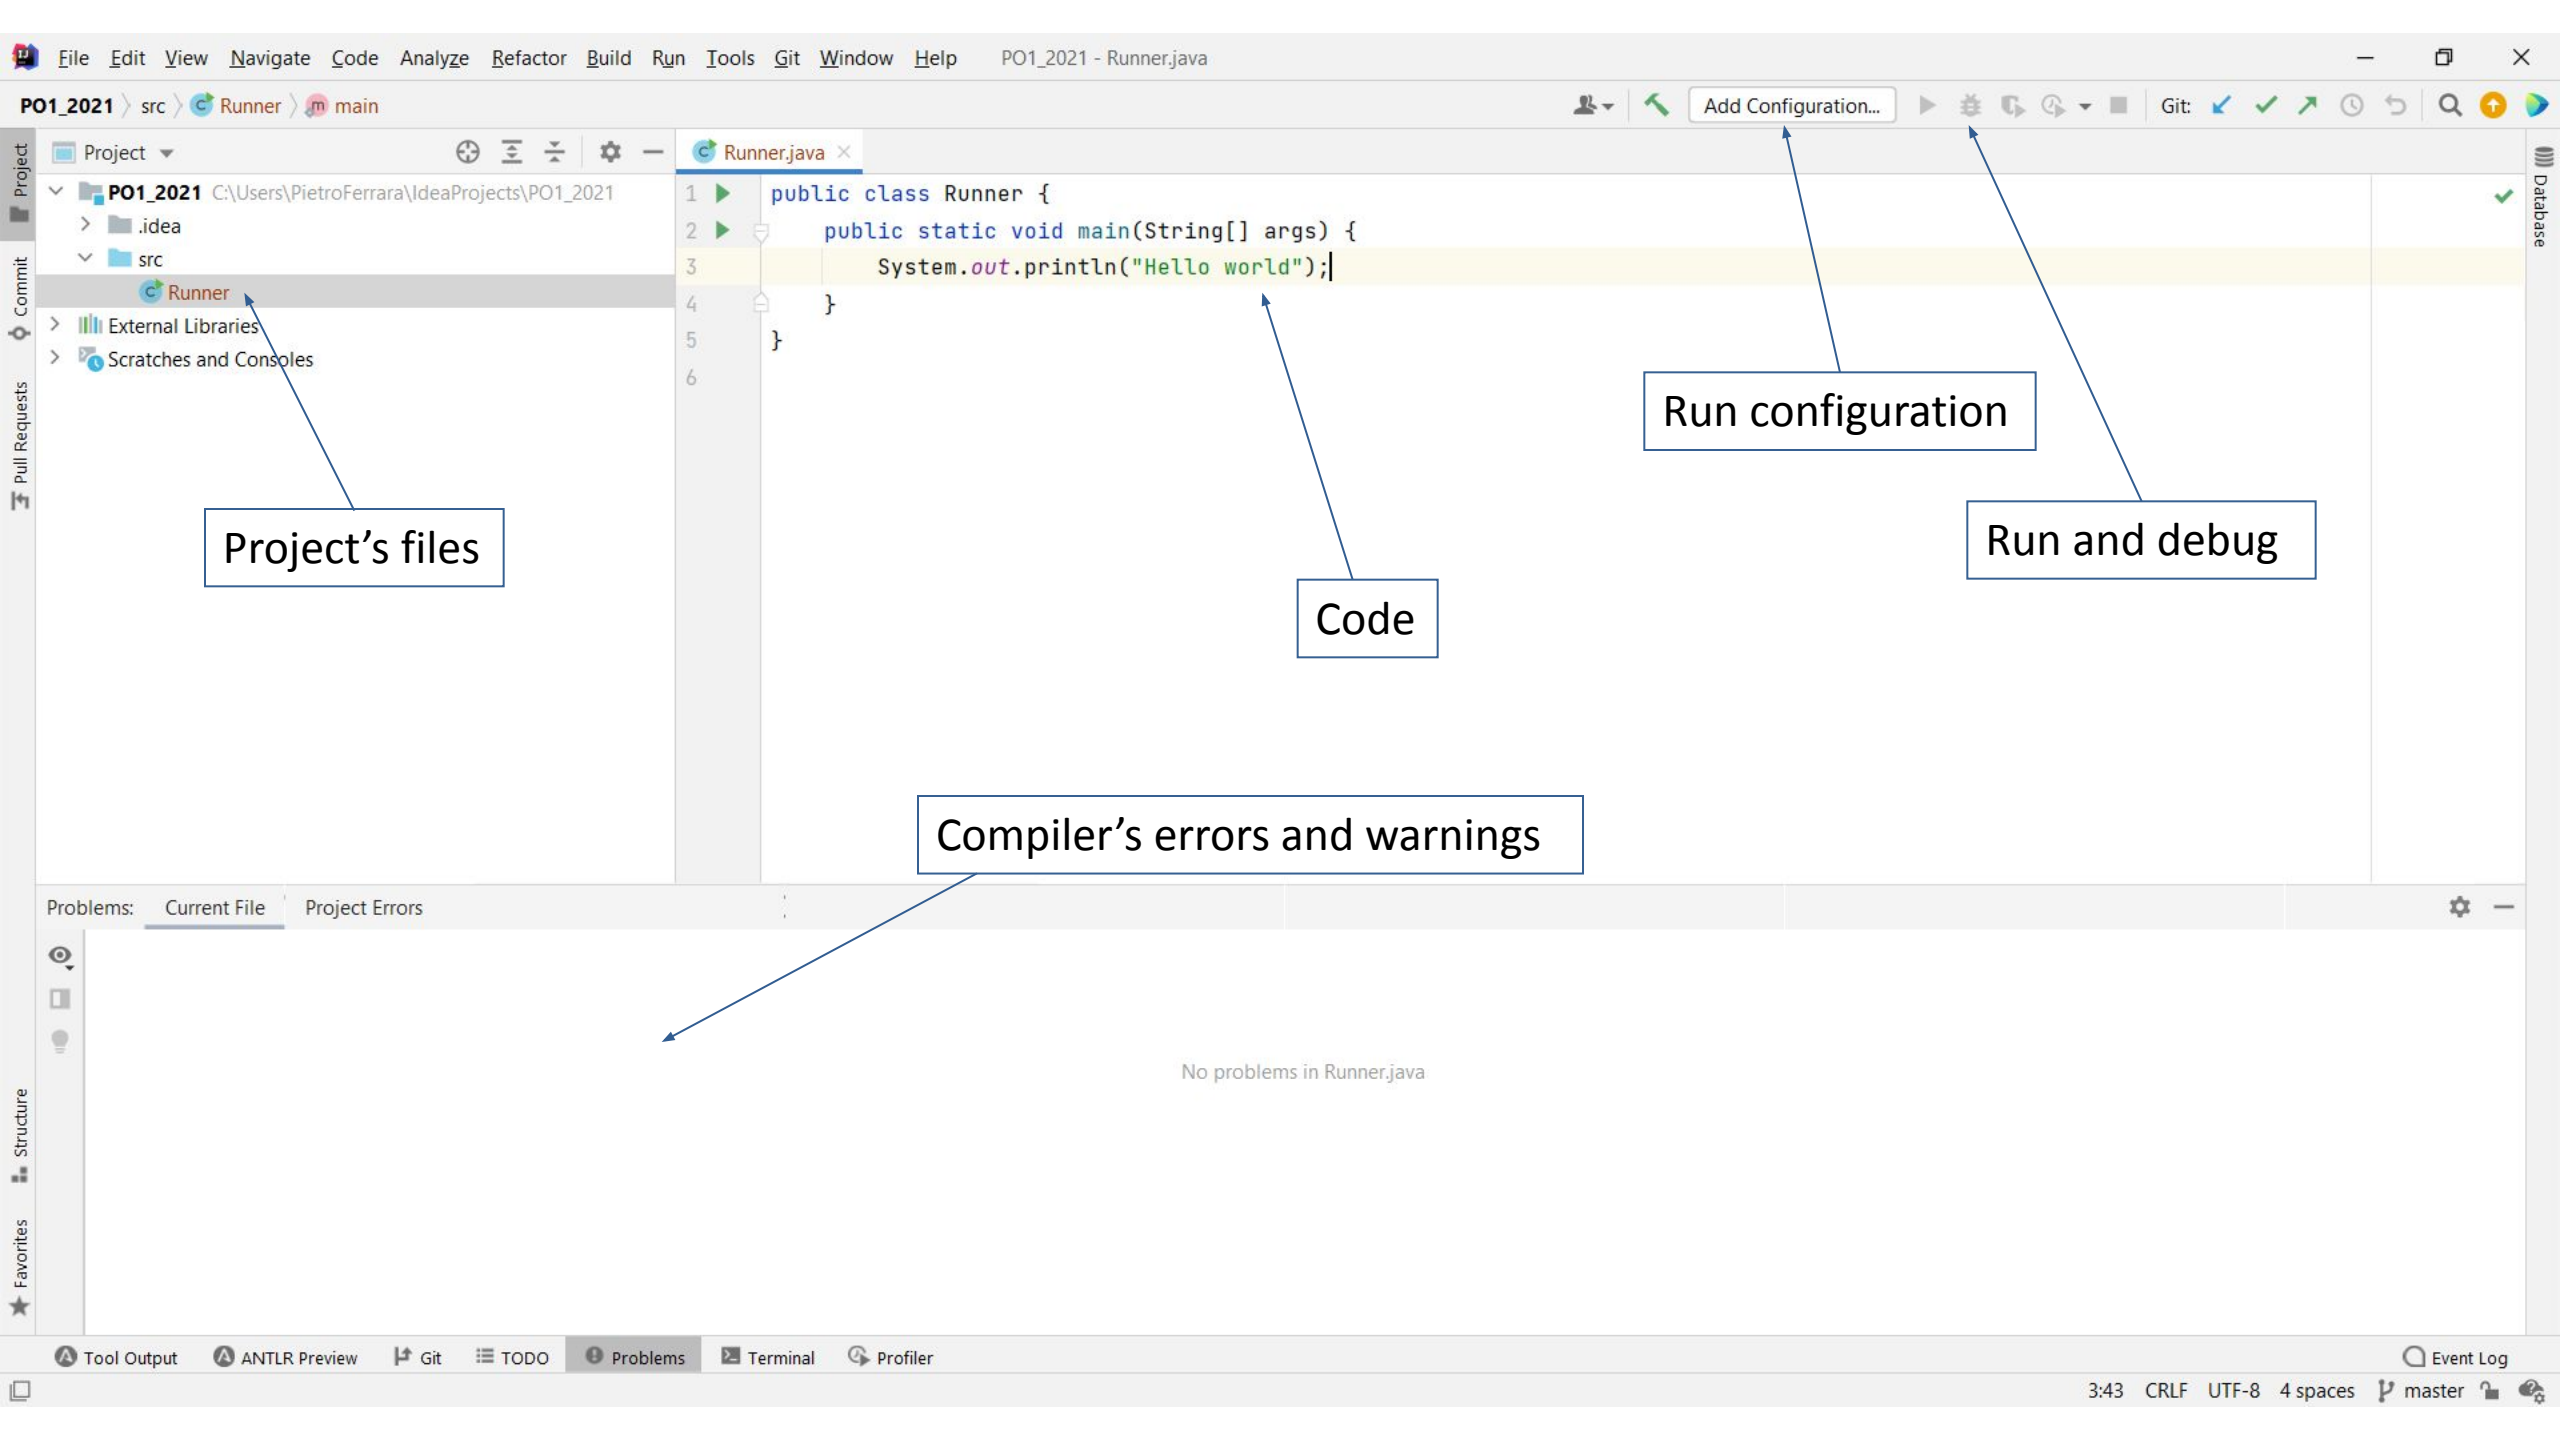 File Edit View Navigate Code Analyze Refactor Build Run Tools Git Window Help PO1_2021 - Runner.java
PO1_2021 src Runner main
Add Configuration... Git:
Project
Commit
Pull Requests
Structure
Favorites
Project
PO1_2021 C:\Users\PietroFerrara\IdeaProjects\PO1_2021
.idea
src
Runner
External Libraries
Scratches and Consoles
Runner.java
1 public class Runner {
2 public static void main(String[] args) {
3 System.out.println("Hello world");
4 }
5 }
6
Database
Run configuration
Run and debug
Project’s files
Code
Compiler’s errors and warnings
Problems: Current File Project Errors
No problems in Runner.java
Tool Output ANTLR Preview Git TODO Problems Terminal Profiler Event Log
3:43 CRLF UTF-8 4 spaces master